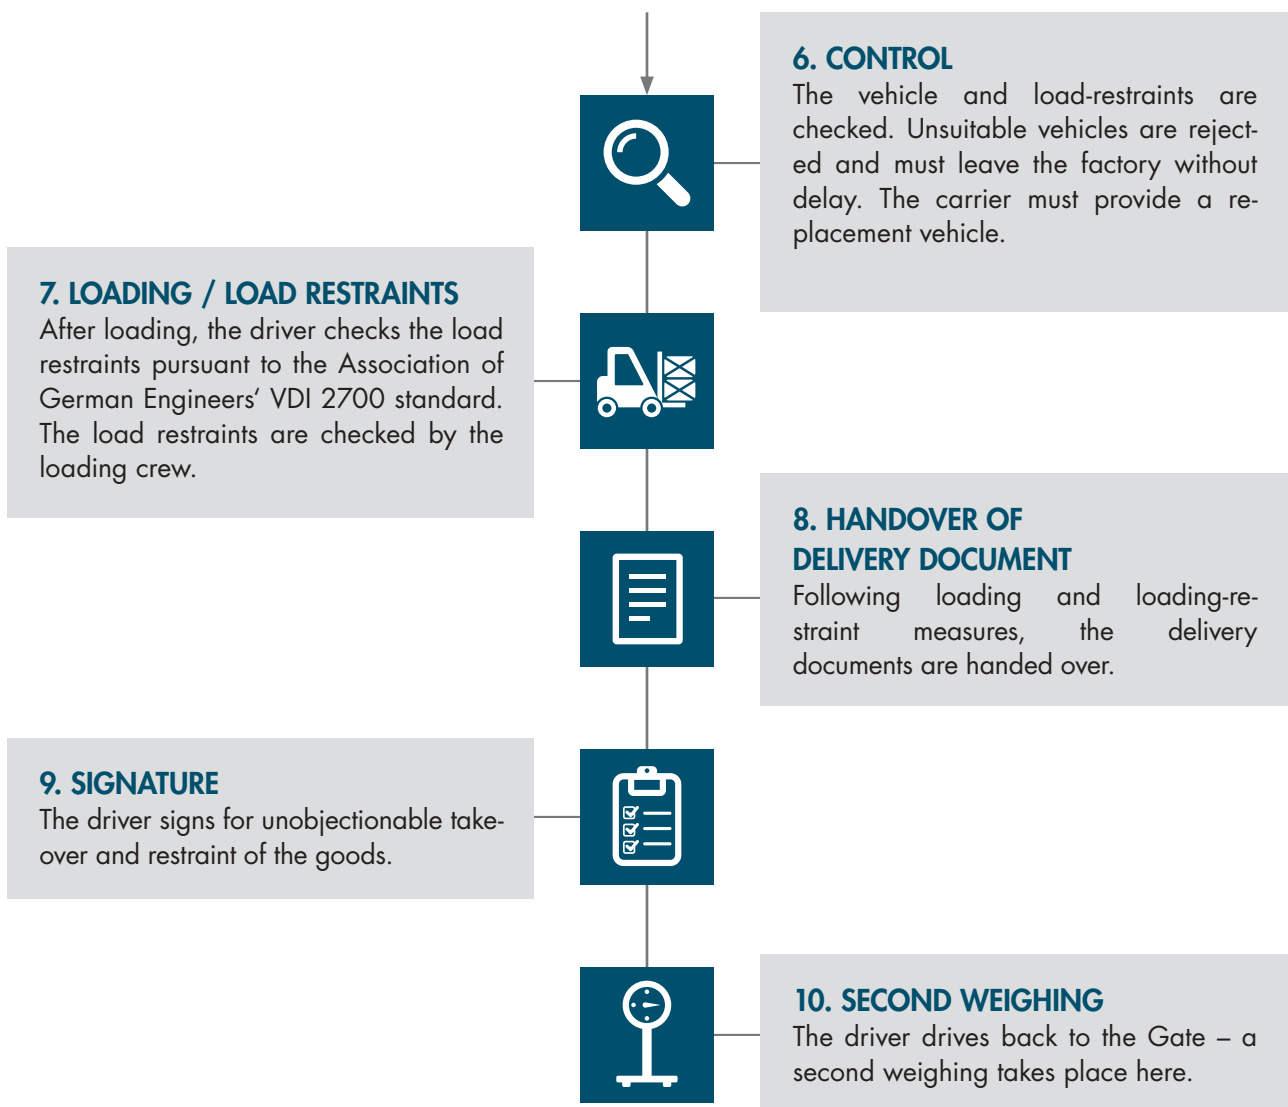 6. CONTROL
The vehicle and load-restraints are
checked. Unsuitable vehicles are reject-
ed and must leave the factory without
delay. The carrier must provide a re-
placement vehicle.
7. LOADING / LOAD RESTRAINTS
After loading, the driver checks the load
restraints pursuant to the Association of
German Engineers‘ VDI 2700 standard.
The load restraints are checked by the
loading crew.
8. HANDOVER OF
DELIVERY DOCUMENT
Following loading and loading-re-
straint measures, the delivery
documents are handed over.
9. SIGNATURE
The driver signs for unobjectionable take-
over and restraint of the goods.
10. SECOND WEIGHING
The driver drives back to the Gate – a
second weighing takes place here.